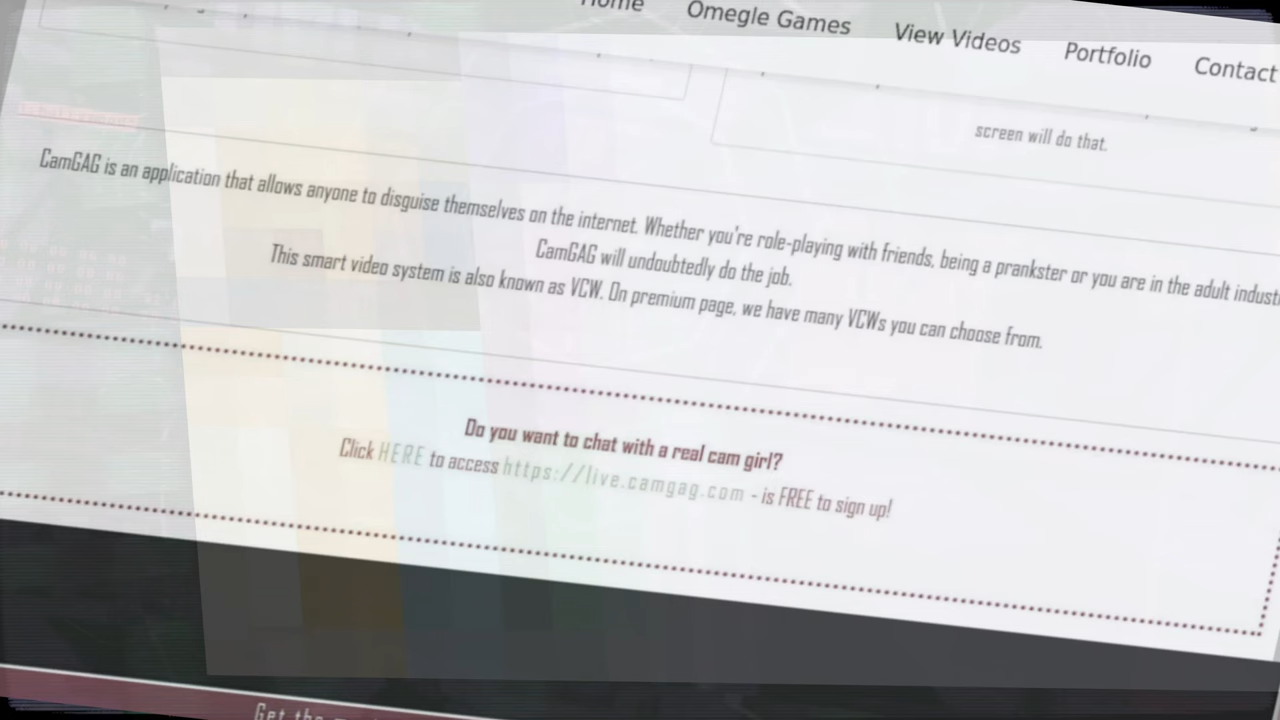 Home Omegle Games View Videos Portfolio Contact
screen will do that.
CamGAG is an application that allows anyone to disguise themselves on the internet. Whether you're role-playing with friends, being a prankster or you are in the adult
CamGAG will undoubtedly do the job.
This smart video system is also known as VCW. On premium page, we have many VCWs you can choose from.
Do you want to chat with a real cam girl?
Click HERE to access https://live.camgag.com - is FREE to sign up!
Get the